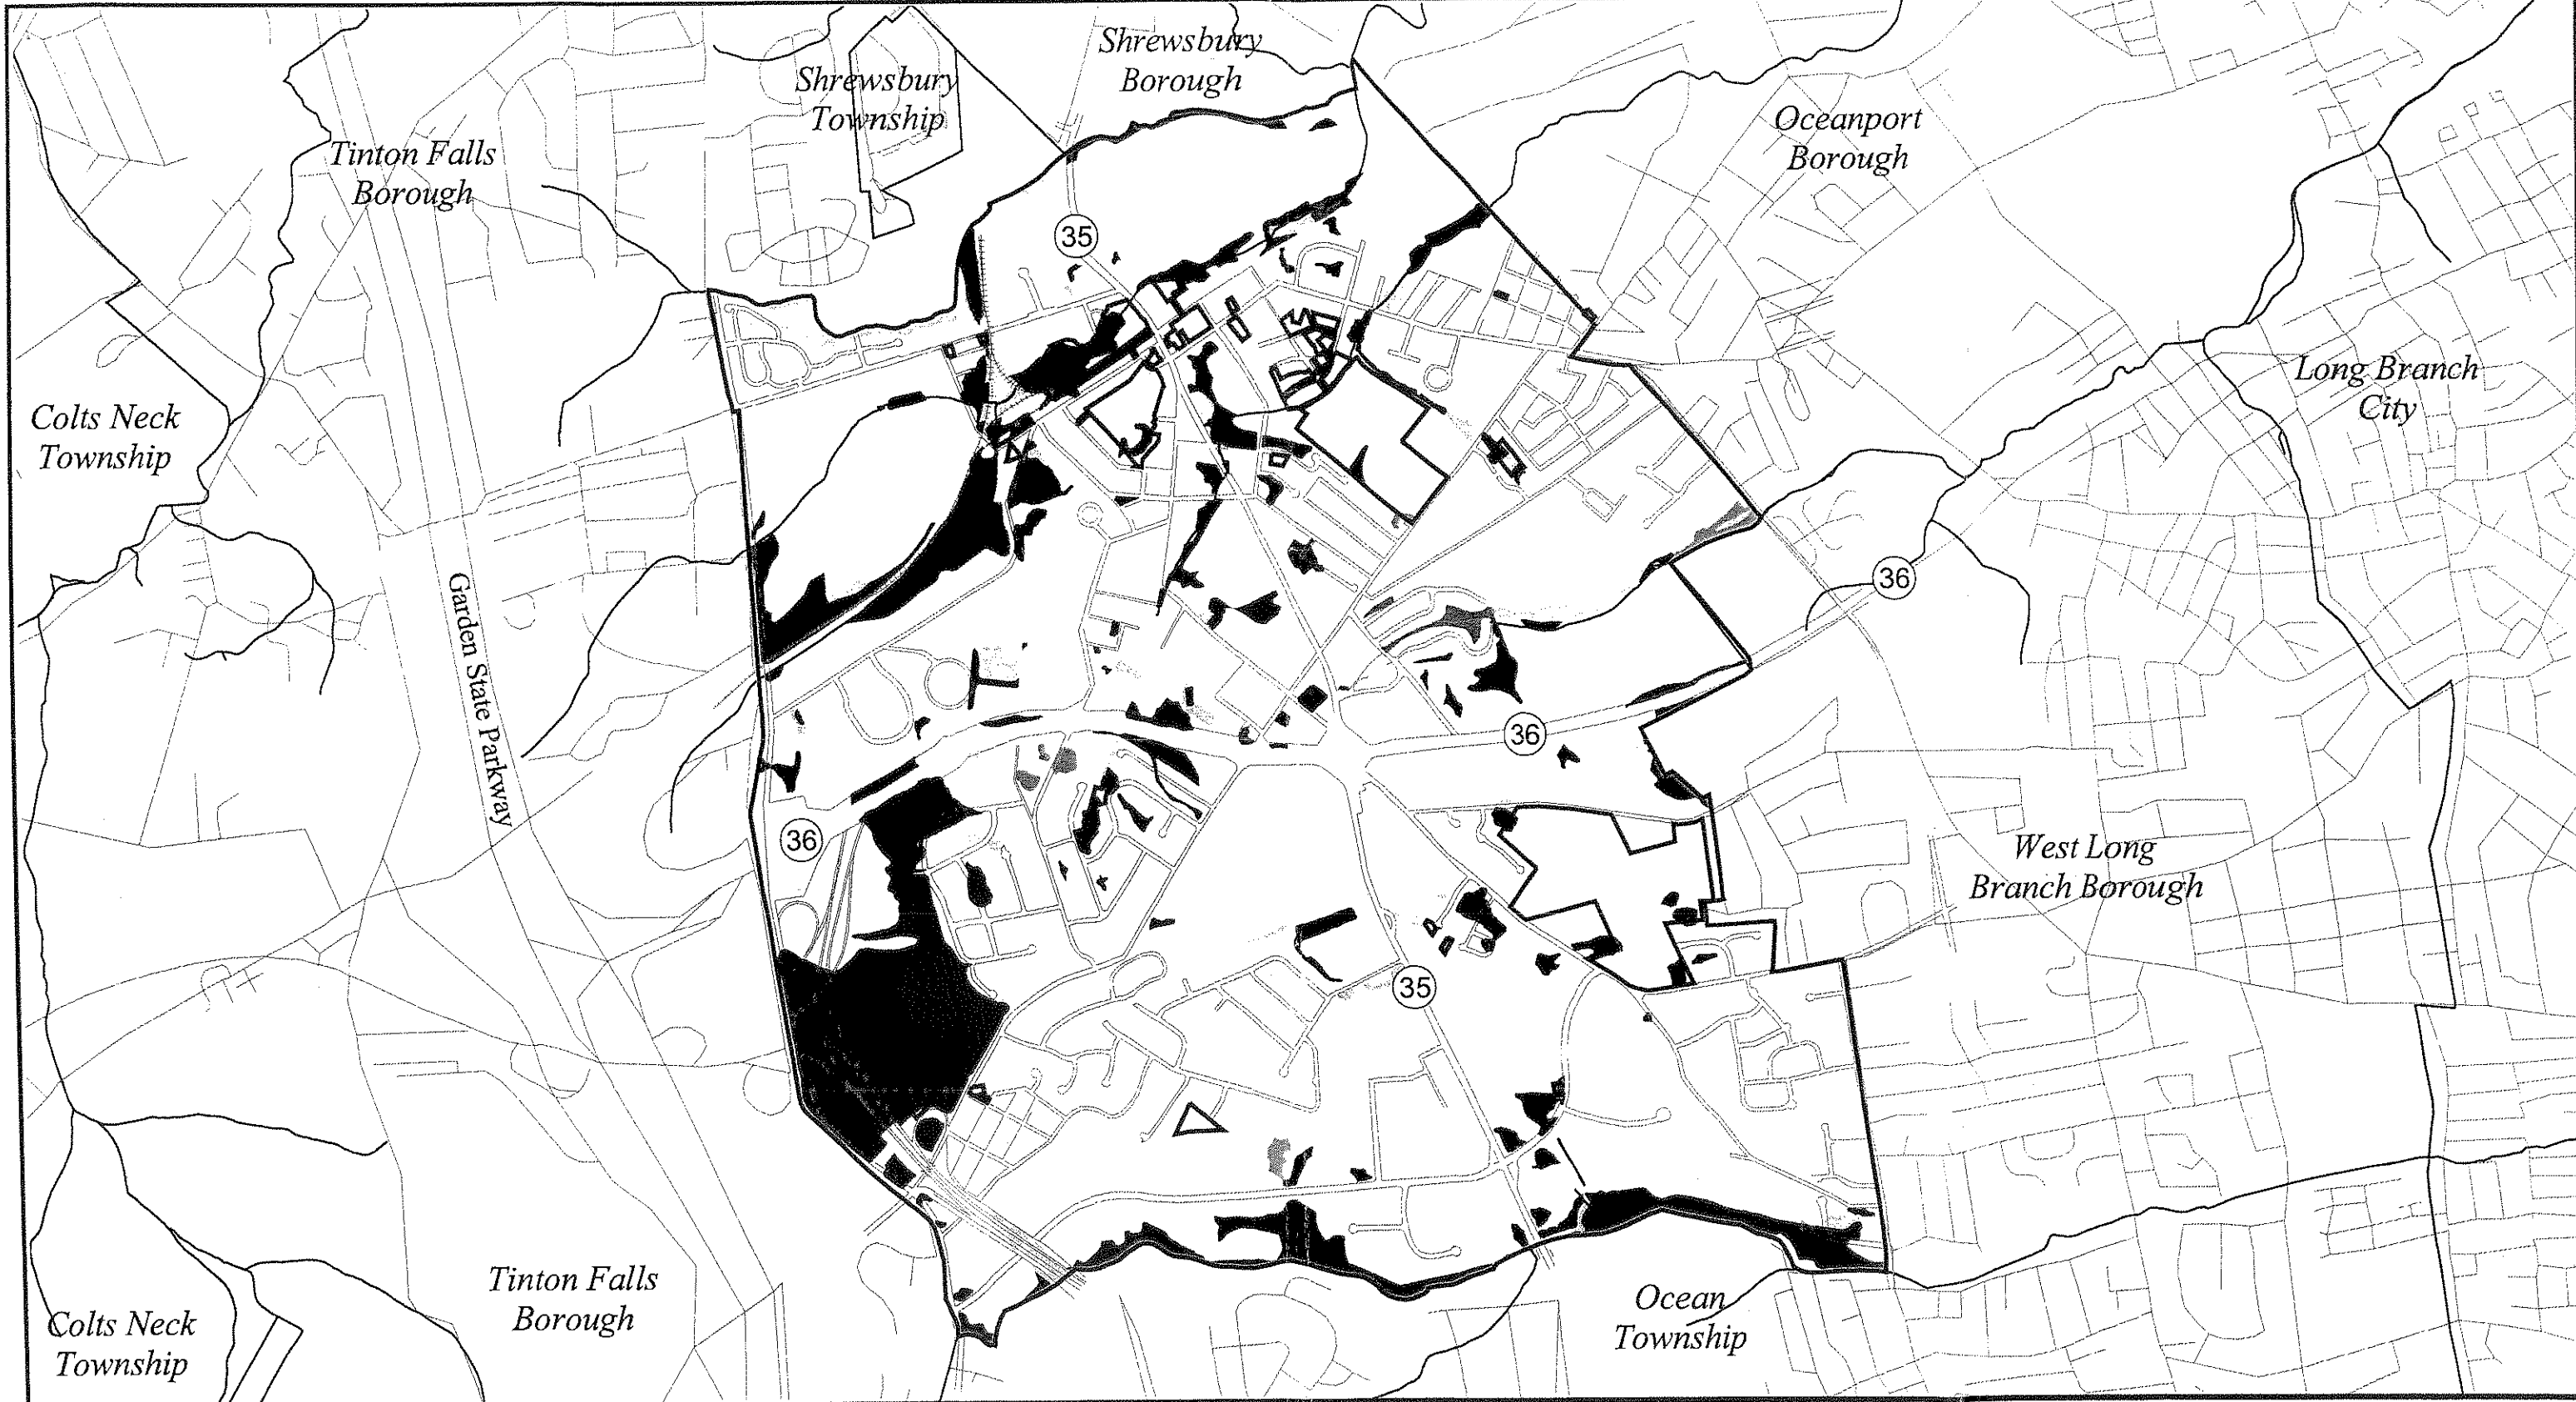 Shrewsbury
Borough
Shrewsbury
Township
Oceanport
Borough
Tinton Falls
Borough
35
Long Branch
City
Colts Neck
Township
36
Garden State Parkway
36
36
West Long
Branch Borough
35
Tinton Falls
Borough
Ocean
Township
Colts Neck
Township